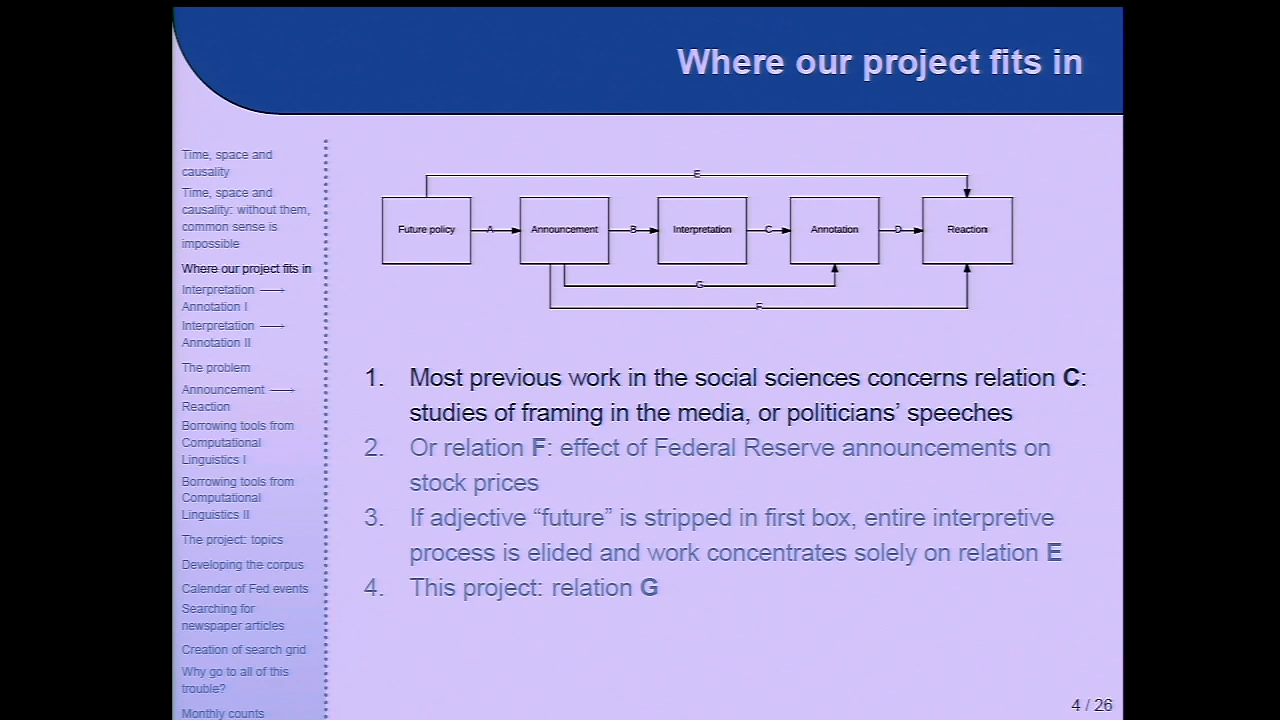 Where our project fits in
Time, space and
causality
Time, space and
causality: without them,
common sense is
impossible
Where our project fits in
Interpretation ⟶
Annotation I
Interpretation ⟶
Annotation II
The problem
Announcement ⟶
Reaction
Borrowing tools from
Computational
Linguistics I
Borrowing tools from
Computational
Linguistics II
The project: topics
Developing the corpus
Calendar of Fed events
Searching for
newspaper articles
Creation of search grid
Why go to all of this
trouble?
Monthly counts
E
Future policy A Announcement B Interpretation C Annotation D Reaction
G
F
1. Most previous work in the social sciences concerns relation C:
studies of framing in the media, or politicians’ speeches
2. Or relation F: effect of Federal Reserve announcements on
stock prices
3. If adjective “future” is stripped in first box, entire interpretive
process is elided and work concentrates solely on relation E
4. This project: relation G
4 / 26